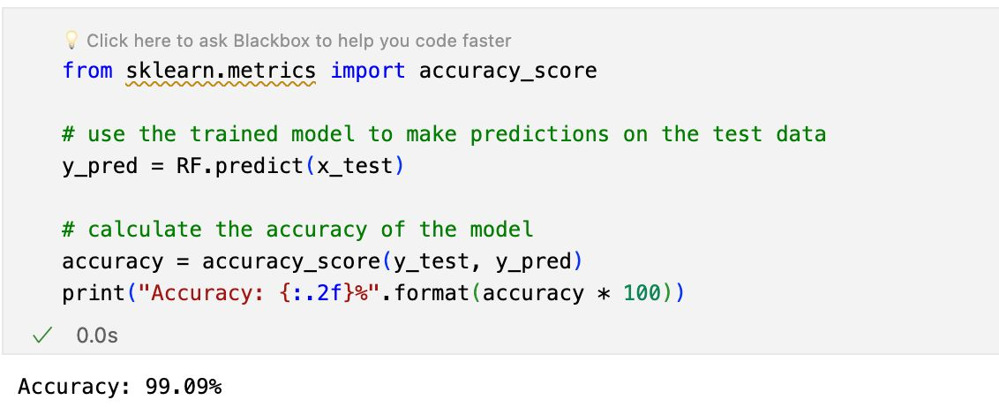 💡 Click here to ask Blackbox to help you code faster
from sklearn.metrics import accuracy_score
# use the trained model to make predictions on the test data
y_pred = RF.predict(x_test)
# calculate the accuracy of the model
accuracy = accuracy_score(y_test, y_pred)
print("Accuracy: {:.2f}%".format(accuracy * 100))
✓ 0.0s
Accuracy: 99.09%